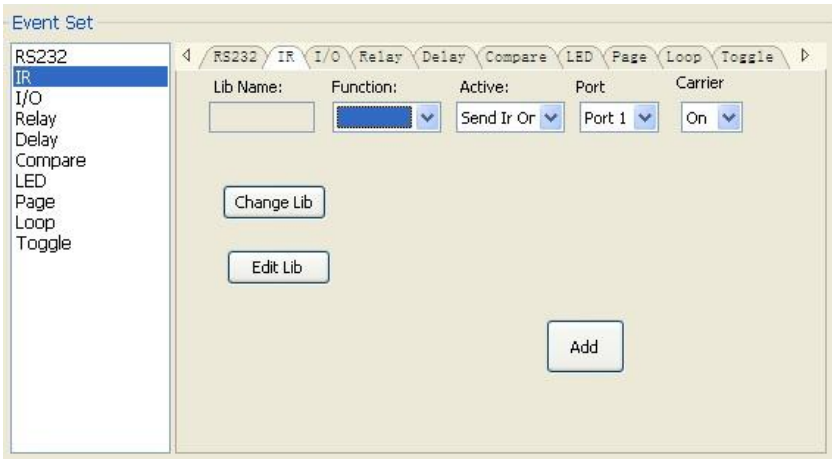 Event Set
RS232
IR
I/O
Relay
Delay
Compare
LED
Page
Loop
Toggle
RS232 IR I/O Relay Delay Compare LED Page Loop Toggle
Lib Name: Function: Active: Port Carrier
Send Ir Or Port 1 On
Change Lib
Edit Lib
Add